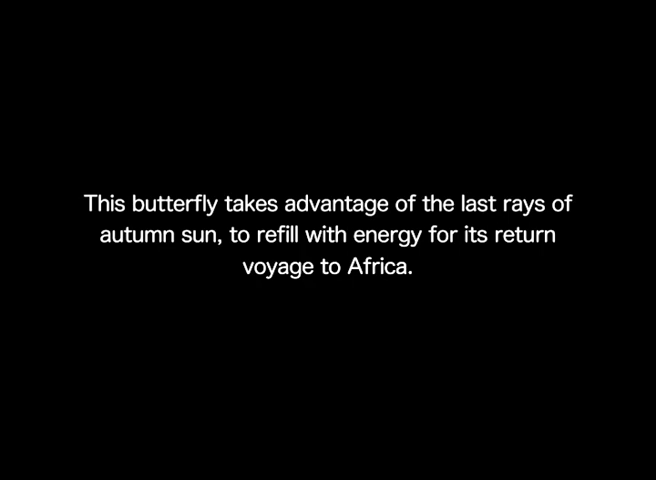 This butterfly takes advantage of the last rays of
autumn sun, to refill with energy for its return
voyage to Africa.